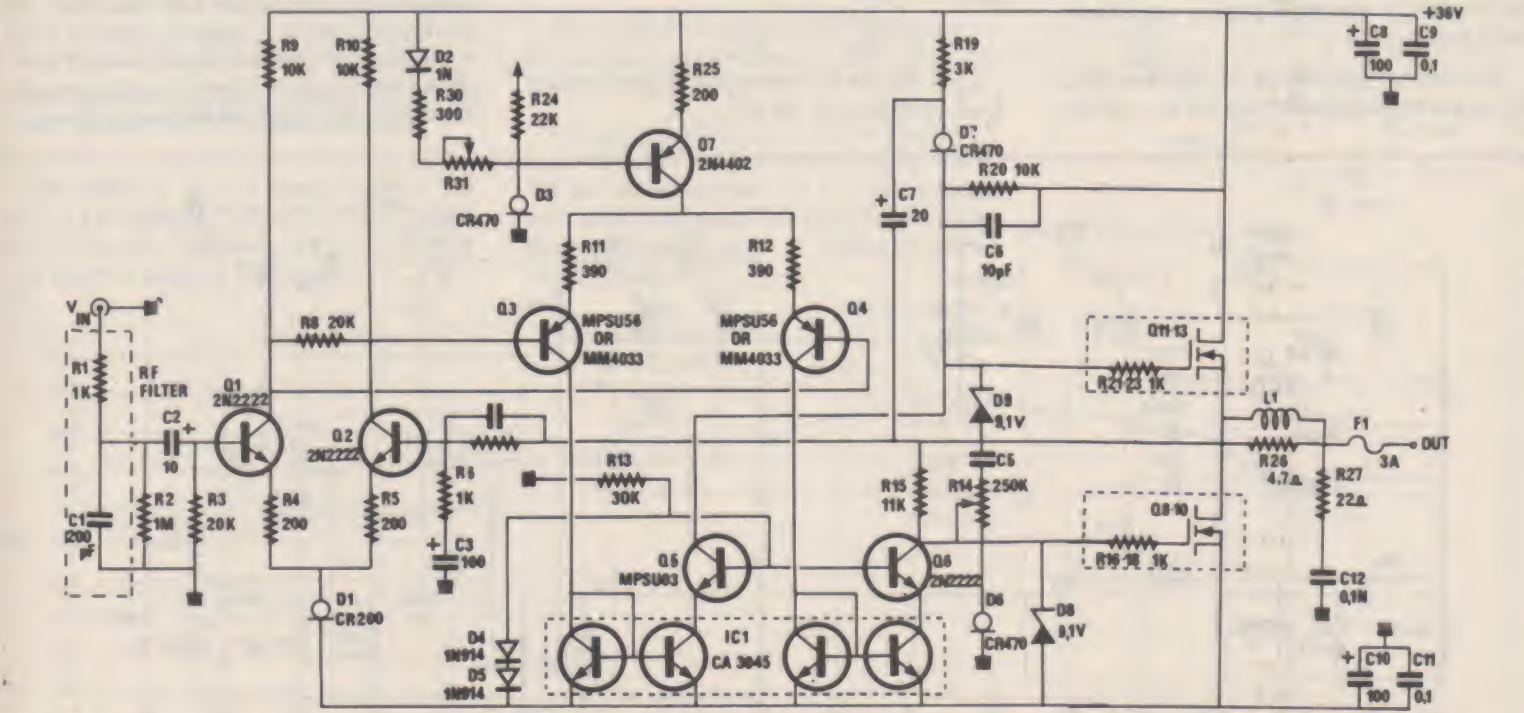 +36V
R9
10K
R10
10K
D2
1N
R30
300
R31
R24
22K
D3
CR470
R25
200
Q7
2N4402
R19
3K
D?
CR470
R20 10K
C6
10pF
C7
+
20
+
C8
100
C9
0,1
R11
390
R12
390
VIN
R1
1K
RF
FILTER
C1
200
pF
C2
+
10
R2
1M
R3
20K
Q1
2N2222
R8 20K
Q2
2N2222
R4
200
R5
200
D1
CR200
Q3
MPSU56
OR
MM4033
MPSU56
OR
MM4033
Q4
R6
1K
+
C3
100
R13
30K
Q5
MPSU03
D4
1N914
D5
1N914
IC1
CA 3045
R15
11K
Q6
2N2222
D9
9,1V
C5
R14
250K
D6
CR470
D8
9,1V
Q11-13
R21-23 1K
Q8-10
R16-18 1K
L1
R26
4.7Ω
F1
3A
OUT
R27
22Ω
C12
0,1N
+
C10
100
C11
0,1